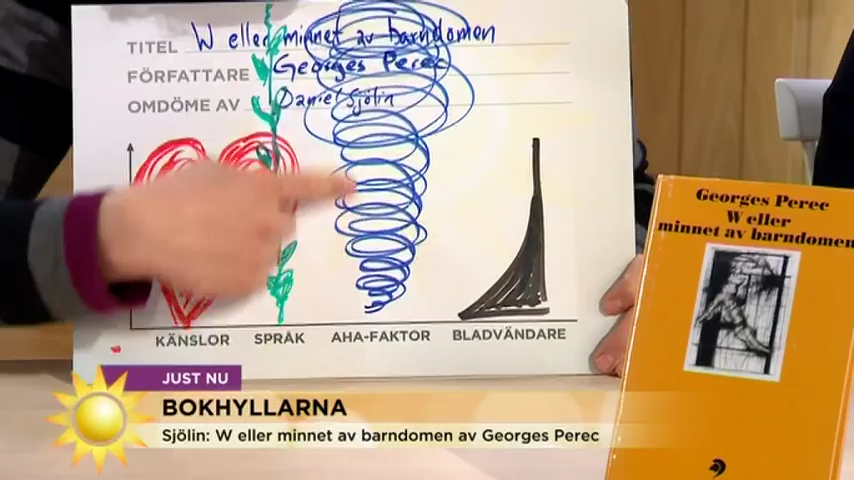 TITEL W eller minnet av barndomen
FÖRFATTARE Georges Perec
OMDÖME AV Daniel Sjölin
KÄNSLOR SPRÅK AHA-FAKTOR BLADVÄNDARE
Georges Perec
W eller
minnet av barndomen
JUST NU
BOKHYLLARNA
Sjölin: W eller minnet av barndomen av Georges Perec